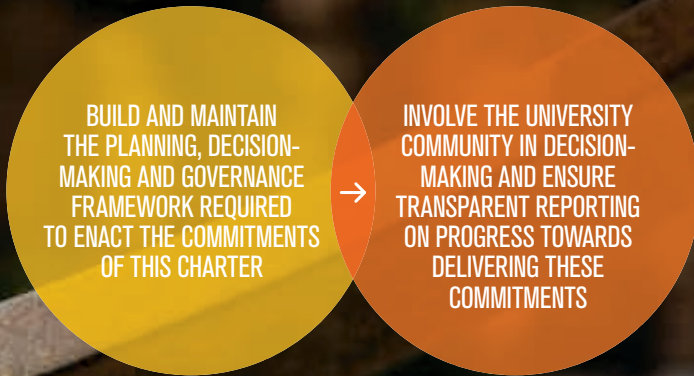 BUILD AND MAINTAIN
THE PLANNING, DECISION-
MAKING AND GOVERNANCE
FRAMEWORK REQUIRED
TO ENACT THE COMMITMENTS
OF THIS CHARTER
INVOLVE THE UNIVERSITY
COMMUNITY IN DECISION-
MAKING AND ENSURE
TRANSPARENT REPORTING
ON PROGRESS TOWARDS
DELIVERING THESE
COMMITMENTS